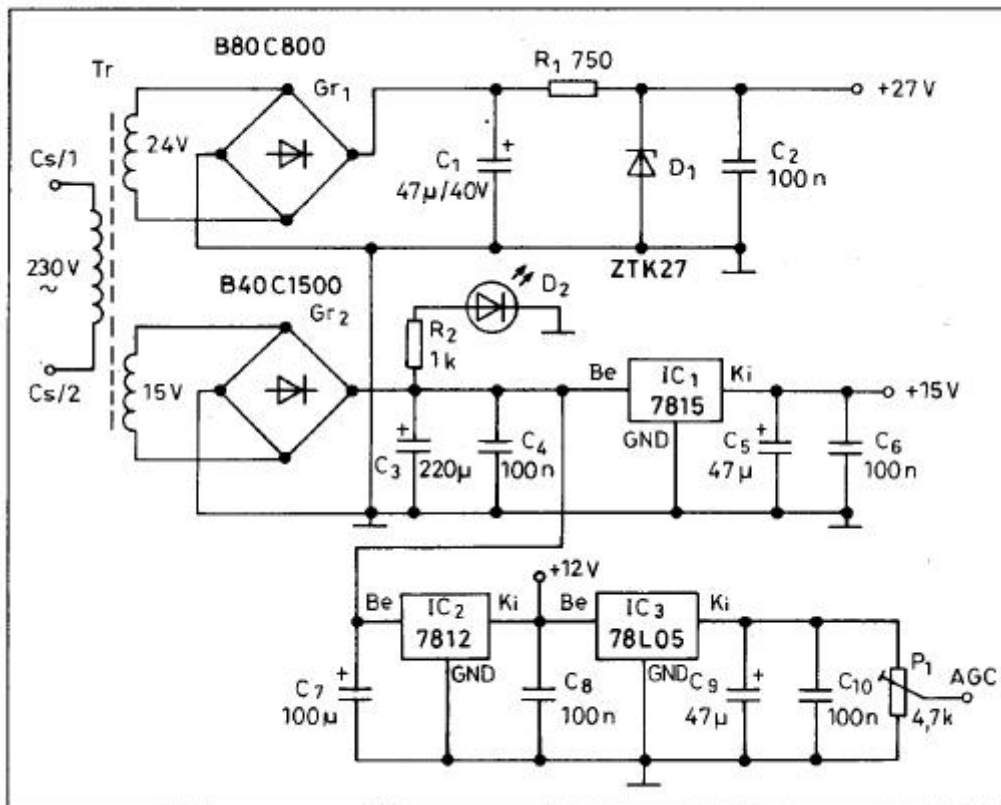 B80C800
Tr
Gr1
R1 750
+27V
24V
Cs/1
C1
+
47µ/40V
D1
C2
100n
230V
~
ZTK27
B40C1500
Gr2
D2
R2
1k
Cs/2
15V
Be
IC1
7815
Ki
GND
+15V
+
C3
220µ
C4
100n
+
C5
47µ
C6
100n
+12V
Be
IC2
7812
Ki
GND
Be
IC3
78L05
Ki
GND
+
C7
100µ
C8
100n
+
C9
47µ
C10
100n
P1
4,7k
AGC